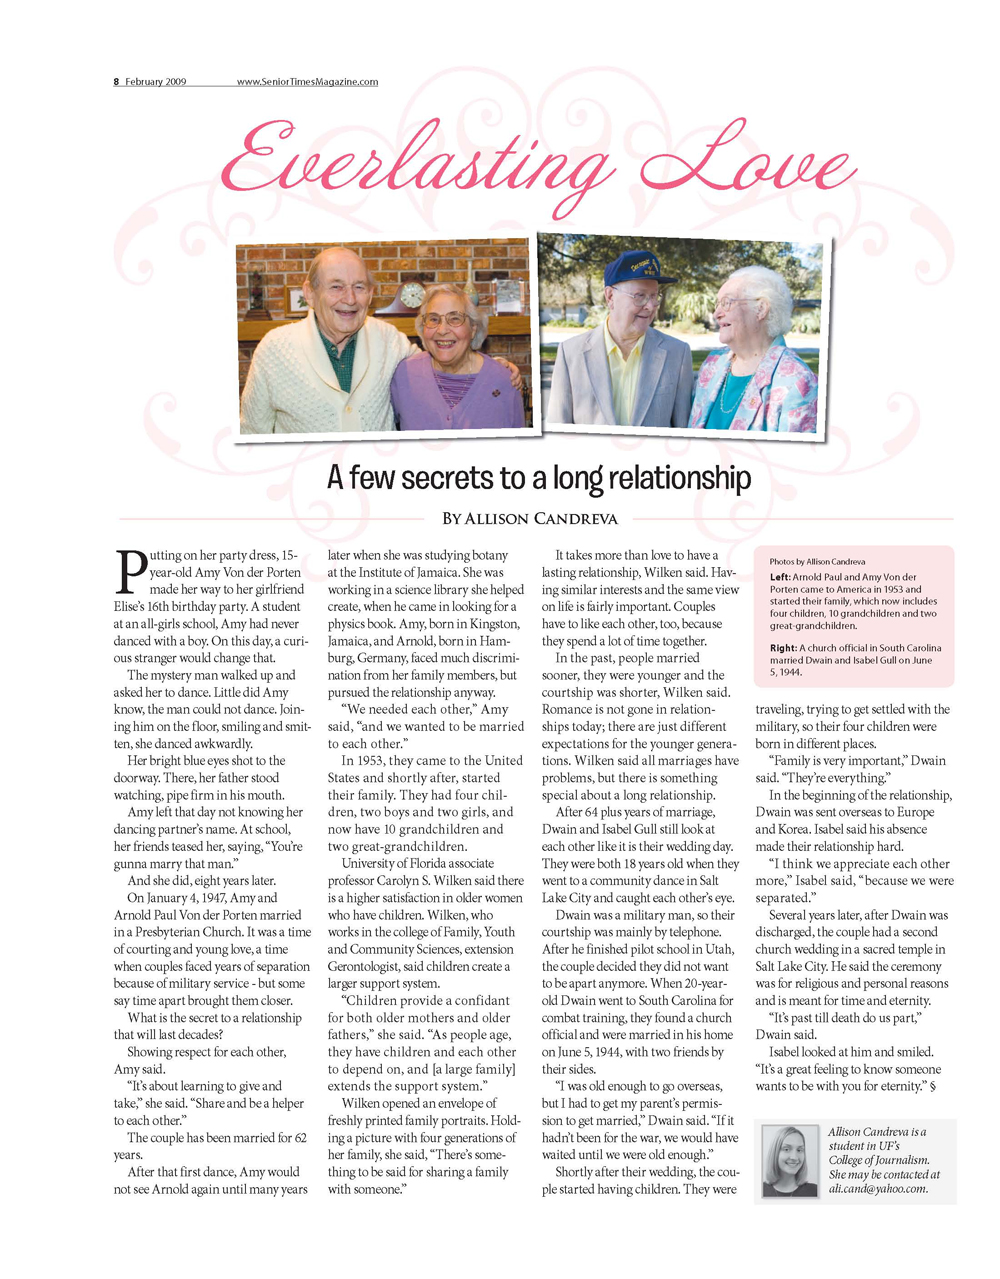 8 February 2009 www.SeniorTimesMagazine.com
Everlasting Love
A few secrets to a long relationship
By Allison Candreva
Putting on her party dress, 15-
year-old Amy Von der Porten
made her way to her girlfriend
Elise's 16th birthday party. A student
at an all-girls school, Amy had never
danced with a boy. On this day, a curi-
ous stranger would change that.
The mystery man walked up and
asked her to dance. Little did Amy
know, the man could not dance. Join-
ing him on the floor, smiling and smit-
ten, she danced awkwardly.
Her bright blue eyes shot to the
doorway. There, her father stood
watching, pipe firm in his mouth.
Amy left that day not knowing her
dancing partner's name. At school,
her friends teased her, saying, "You're
gunna marry that man."
And she did, eight years later.
On January 4, 1947, Amy and
Arnold Paul Von der Porten married
in a Presbyterian Church. It was a time
of courting and young love, a time
when couples faced years of separation
because of military service - but some
say time apart brought them closer.
What is the secret to a relationship
that will last decades?
Showing respect for each other,
Amy said.
"It's about learning to give and
take," she said. "Share and be a helper
to each other."
The couple has been married for 62
years.
After that first dance, Amy would
not see Arnold again until many years
later when she was studying botany
at the Institute of Jamaica. She was
working in a science library she helped
create, when he came in looking for a
physics book. Amy, born in Kingston,
Jamaica, and Arnold, born in Ham-
burg, Germany, faced much discrimi-
nation from her family members, but
pursued the relationship anyway.
"We needed each other," Amy
said, "and we wanted to be married
to each other."
In 1953, they came to the United
States and shortly after, started
their family. They had four chil-
dren, two boys and two girls, and
now have 10 grandchildren and
two great-grandchildren.
University of Florida associate
professor Carolyn S. Wilken said there
is a higher satisfaction in older women
who have children. Wilken, who
works in the college of Family, Youth
and Community Sciences, extension
Gerontologist, said children create a
larger support system.
"Children provide a confidant
for both older mothers and older
fathers," she said. "As people age,
they have children and each other
to depend on, and [a large family]
extends the support system."
Wilken opened an envelope of
freshly printed family portraits. Hold-
ing a picture with four generations of
her family, she said, "There's some-
thing to be said for sharing a family
with someone."
It takes more than love to have a
lasting relationship, Wilken said. Hav-
ing similar interests and the same view
on life is fairly important. Couples
have to like each other, too, because
they spend a lot of time together.
In the past, people married
sooner, they were younger and the
courtship was shorter, Wilken said.
Romance is not gone in relation-
ships today; there are just different
expectations for the younger genera-
tions. Wilken said all marriages have
problems, but there is something
special about a long relationship.
After 64 plus years of marriage,
Dwain and Isabel Gull still look at
each other like it is their wedding day.
They were both 18 years old when they
went to a community dance in Salt
Lake City and caught each other's eye.
Dwain was a military man, so their
courtship was mainly by telephone.
After he finished pilot school in Utah,
the couple decided they did not want
to be apart anymore. When 20-year-
old Dwain went to South Carolina for
combat training, they found a church
official and were married in his home
on June 5, 1944, with two friends by
their sides.
"I was old enough to go overseas,
but I had to get my parent's permis-
sion to get married," Dwain said. "If it
hadn't been for the war, we would have
waited until we were old enough."
Shortly after their wedding, the cou-
ple started having children. They were
Photos by Allison Candreva
Left: Arnold Paul and Amy Von der
Porten came to America in 1953 and
started their family, which now includes
four children, 10 grandchildren and two
great-grandchildren.
Right: A church official in South Carolina
married Dwain and Isabel Gull on June
5, 1944.
traveling, trying to get settled with the
military, so their four children were
born in different places.
"Family is very important," Dwain
said. "They're everything."
In the beginning of the relationship,
Dwain was sent overseas to Europe
and Korea. Isabel said his absence
made their relationship hard.
"I think we appreciate each other
more," Isabel said, "because we were
separated."
Several years later, after Dwain was
discharged, the couple had a second
church wedding in a sacred temple in
Salt Lake City. He said the ceremony
was for religious and personal reasons
and is meant for time and eternity.
"It's past till death do us part,"
Dwain said.
Isabel looked at him and smiled.
"It's a great feeling to know someone
wants to be with you for eternity." §
Allison Candreva is a
student in UF's
College of Journalism.
She may be contacted at
ali.cand@yahoo.com.